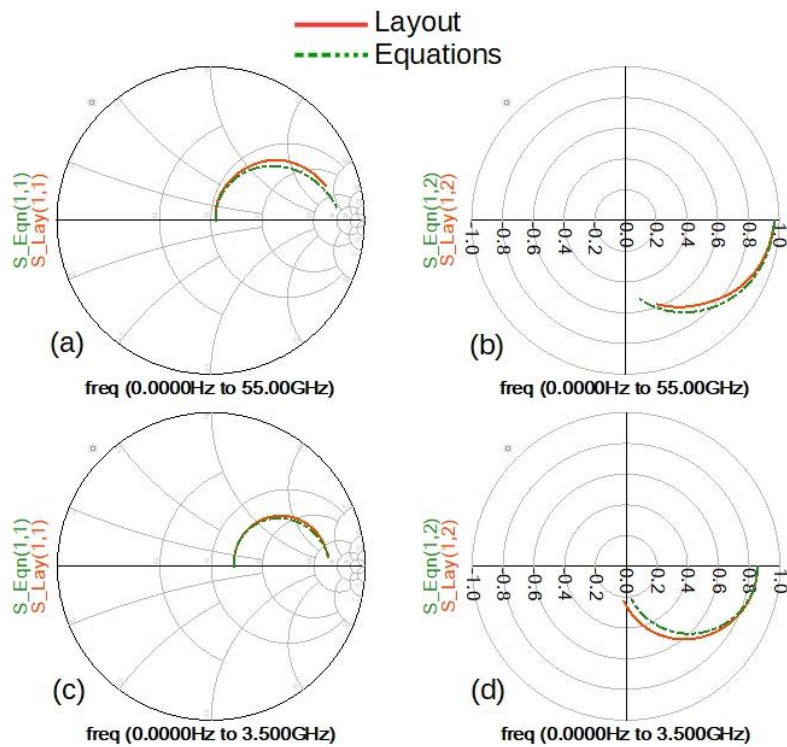 Layout
Equations
S_Eqn(1,1)
S_Lay(1,1)
(a)
freq (0.0000Hz to 55.00GHz)
S_Eqn(1,2)
S_Lay(1,2)
-1.0 -0.8 -0.6 -0.4 -0.2 0.0 0.2 0.4 0.6 0.8 1.0
(b)
freq (0.0000Hz to 55.00GHz)
S_Eqn(1,1)
S_Lay(1,1)
(c)
freq (0.0000Hz to 3.500GHz)
S_Eqn(1,2)
S_Lay(1,2)
-1.0 -0.8 -0.6 -0.4 -0.2 0.0 0.2 0.4 0.6 0.8 1.0
(d)
freq (0.0000Hz to 3.500GHz)